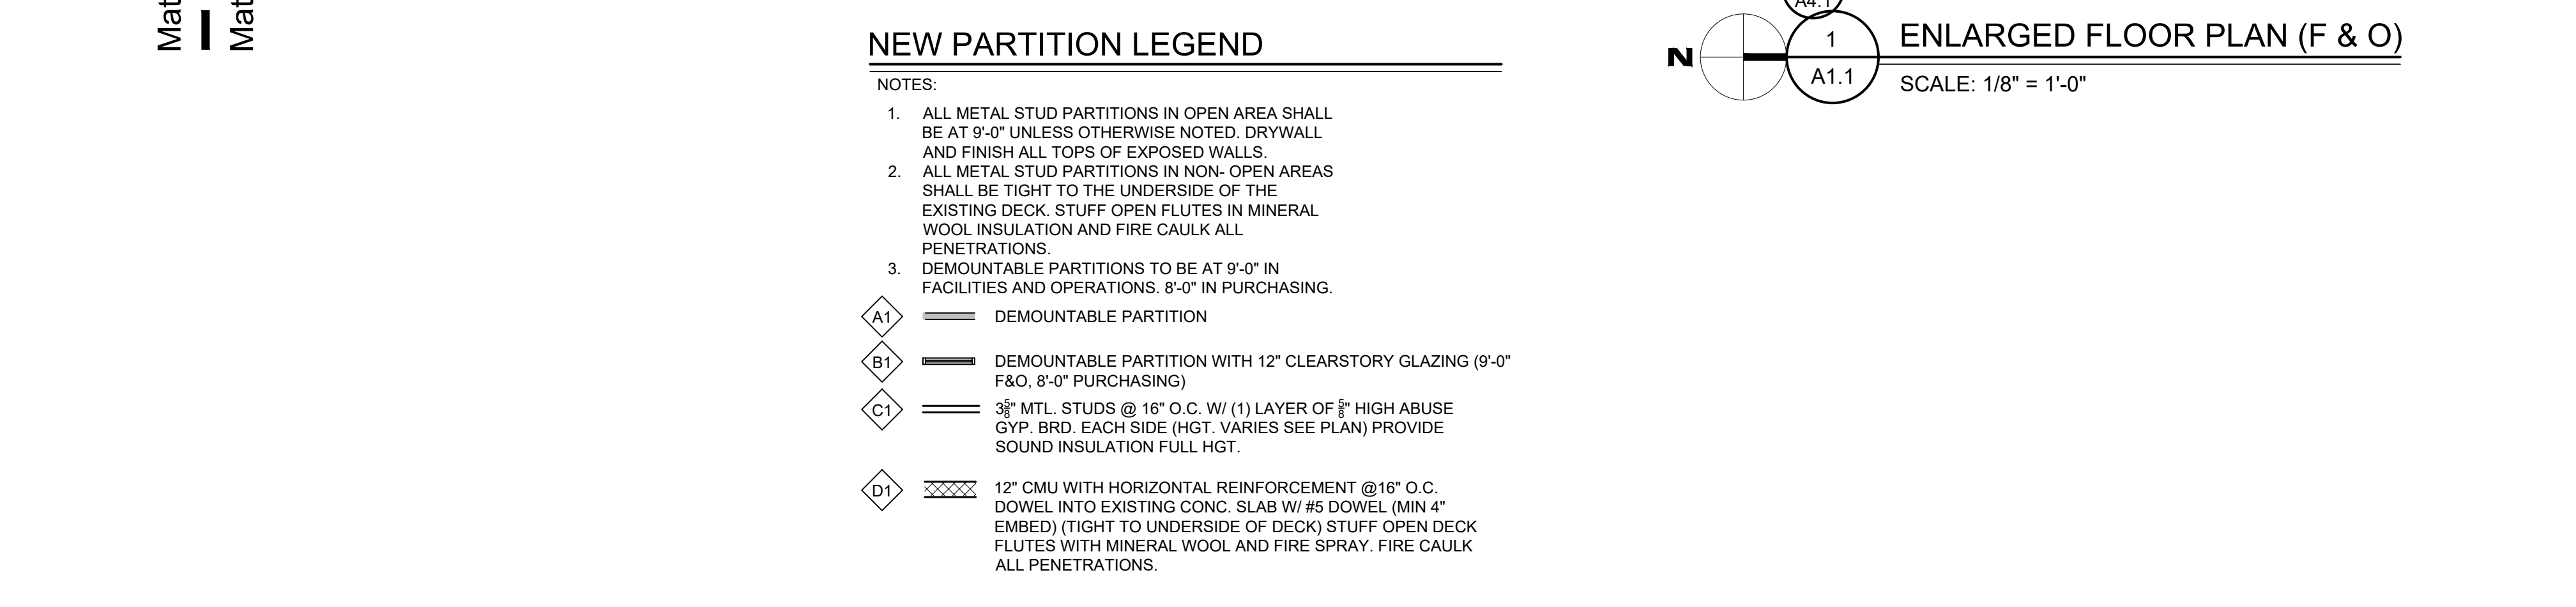 Mat
Mat
NEW PARTITION LEGEND
NOTES:
1. ALL METAL STUD PARTITIONS IN OPEN AREA SHALL
BE AT 9'-0" UNLESS OTHERWISE NOTED. DRYWALL
AND FINISH ALL TOPS OF EXPOSED WALLS.
2. ALL METAL STUD PARTITIONS IN NON- OPEN AREAS
SHALL BE TIGHT TO THE UNDERSIDE OF THE
EXISTING DECK. STUFF OPEN FLUTES IN MINERAL
WOOL INSULATION AND FIRE CAULK ALL
PENETRATIONS.
3. DEMOUNTABLE PARTITIONS TO BE AT 9'-0" IN
FACILITIES AND OPERATIONS. 8'-0" IN PURCHASING.
A1 DEMOUNTABLE PARTITION
B1 DEMOUNTABLE PARTITION WITH 12" CLEARSTORY GLAZING (9'-0"
F&O, 8'-0" PURCHASING)
C1 3 5/8" MTL. STUDS @ 16" O.C. W/ (1) LAYER OF 5/8" HIGH ABUSE
GYP. BRD. EACH SIDE (HGT. VARIES SEE PLAN) PROVIDE
SOUND INSULATION FULL HGT.
D1 12" CMU WITH HORIZONTAL REINFORCEMENT @16" O.C.
DOWEL INTO EXISTING CONC. SLAB W/ #5 DOWEL (MIN 4"
EMBED) (TIGHT TO UNDERSIDE OF DECK) STUFF OPEN DECK
FLUTES WITH MINERAL WOOL AND FIRE SPRAY. FIRE CAULK
ALL PENETRATIONS.
A4.1
N
1
A1.1
ENLARGED FLOOR PLAN (F & O)
SCALE: 1/8" = 1'-0"